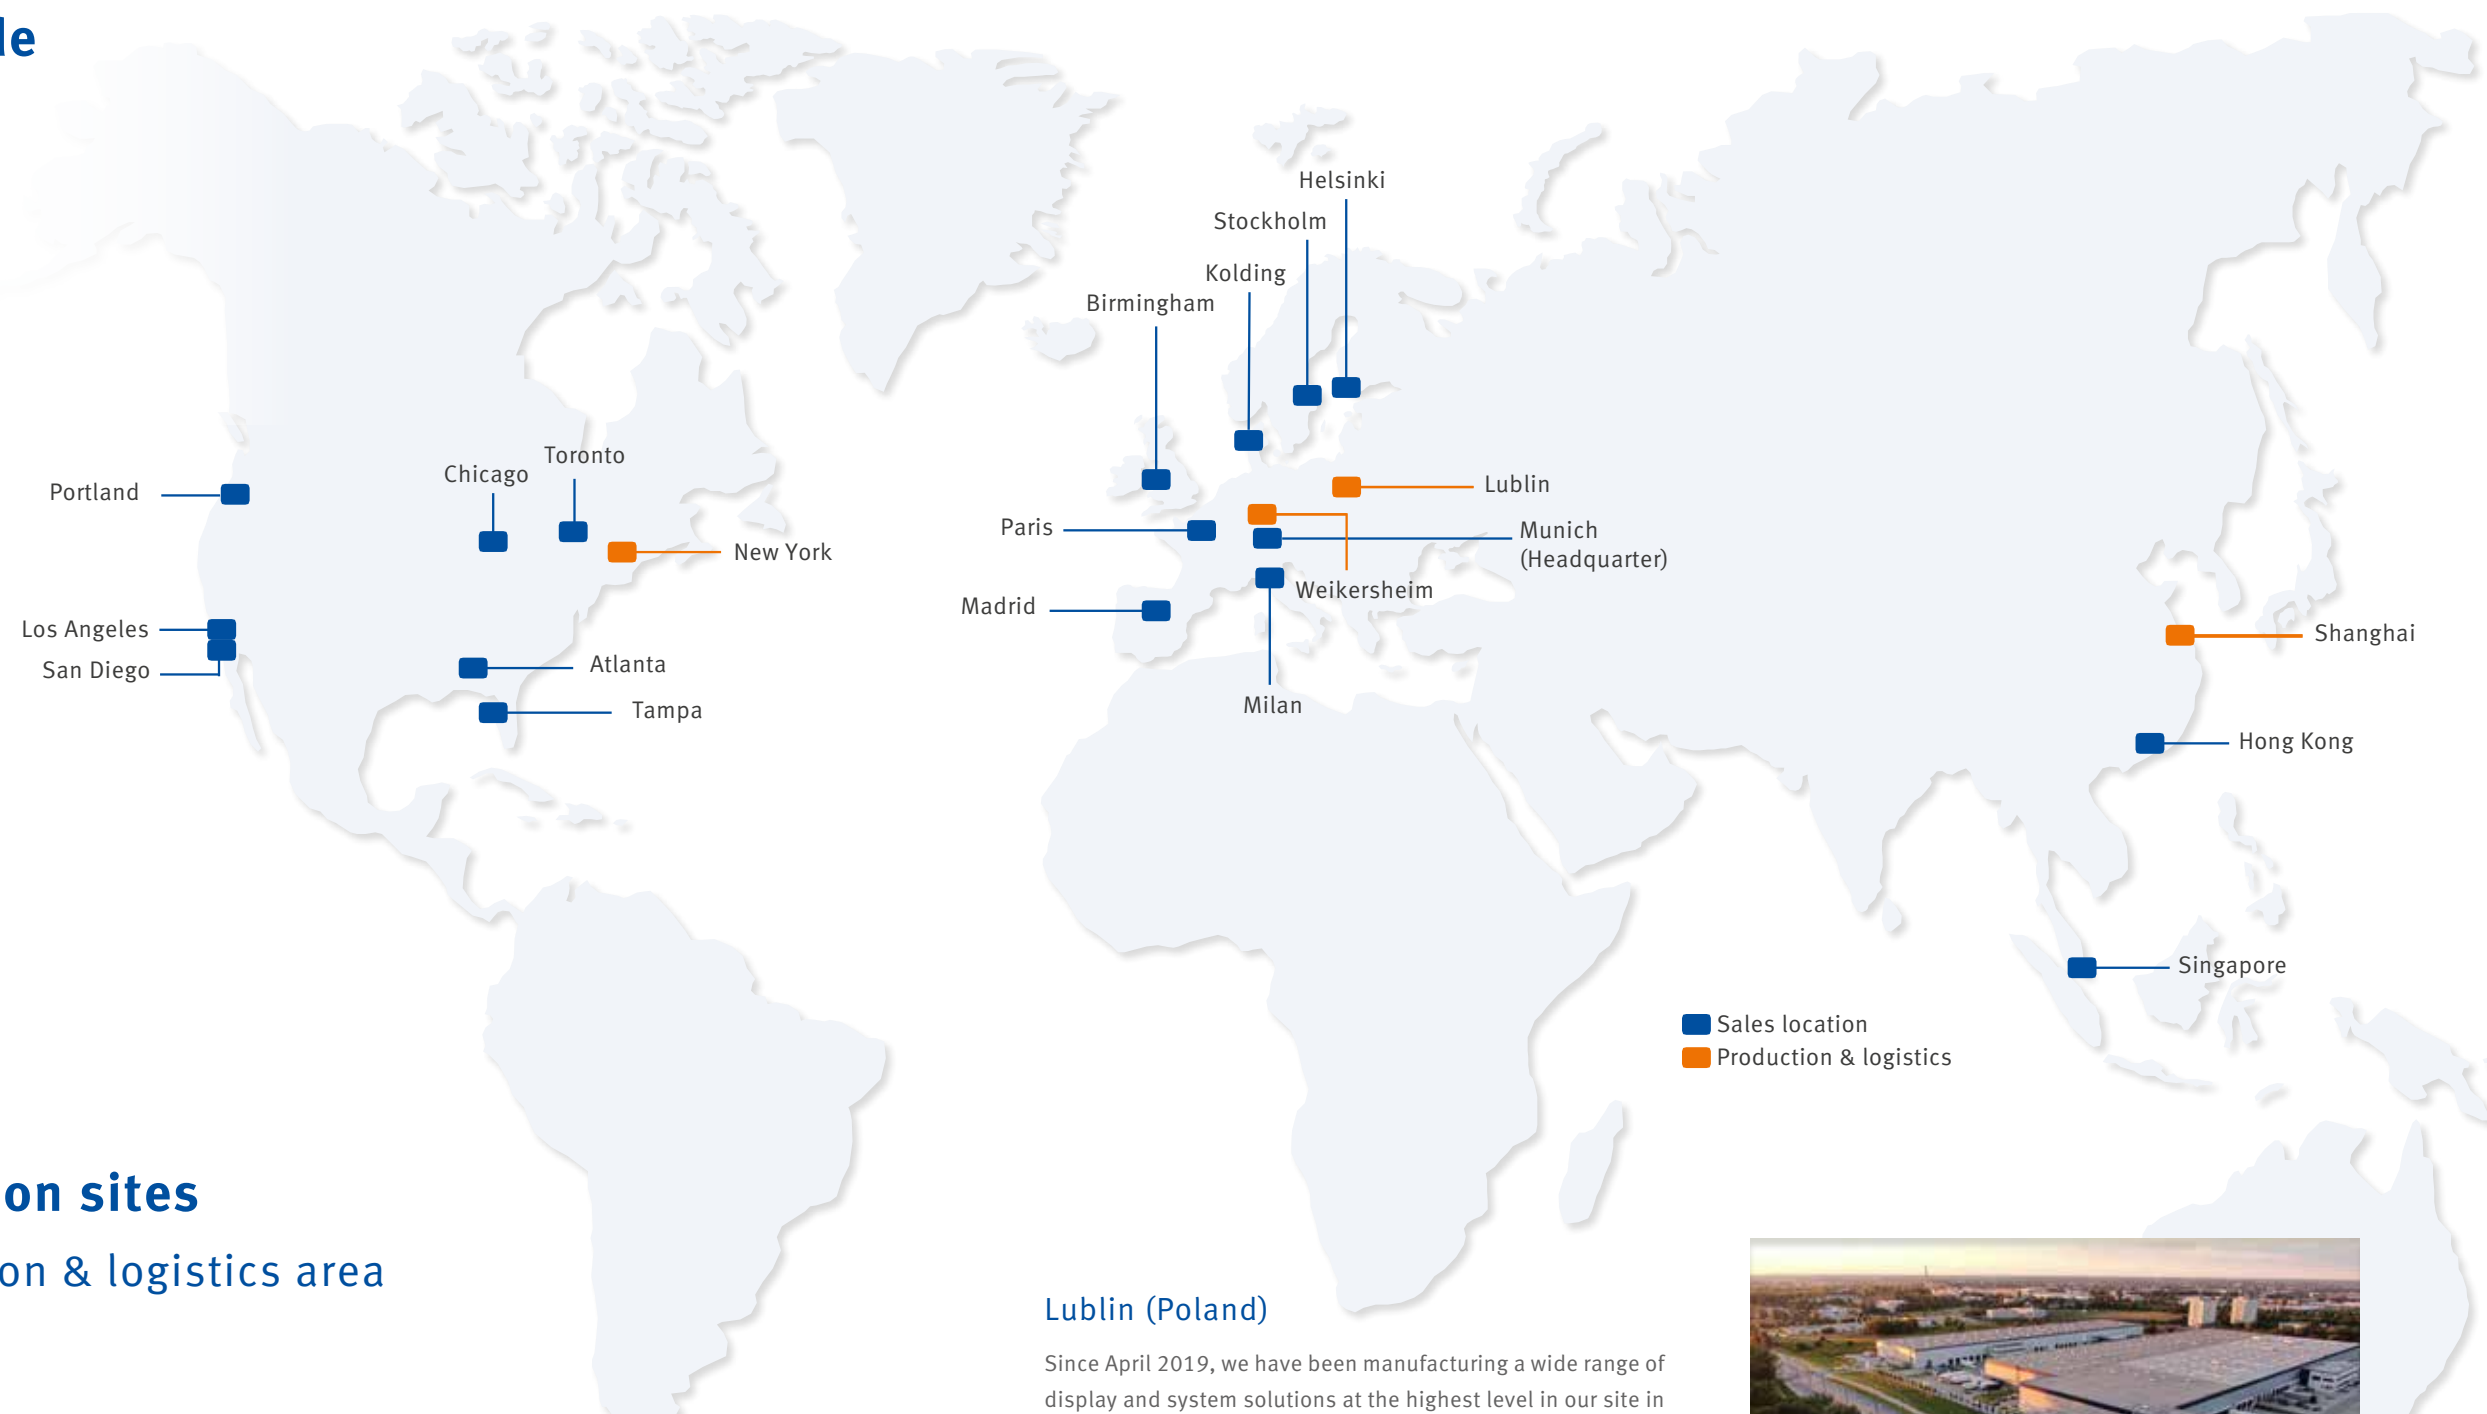 le
Helsinki
Stockholm
Kolding
Birmingham
Toronto
Chicago
Portland
Lublin
Paris
Munich
(Headquarter)
New York
Weikersheim
Madrid
Los Angeles
San Diego
Atlanta
Tampa
Milan
Shanghai
Hong Kong
Singapore
Sales location
Production & logistics
on sites
on & logistics area
Lublin (Poland)
Since April 2019, we have been manufacturing a wide range of
display and system solutions at the highest level in our site in